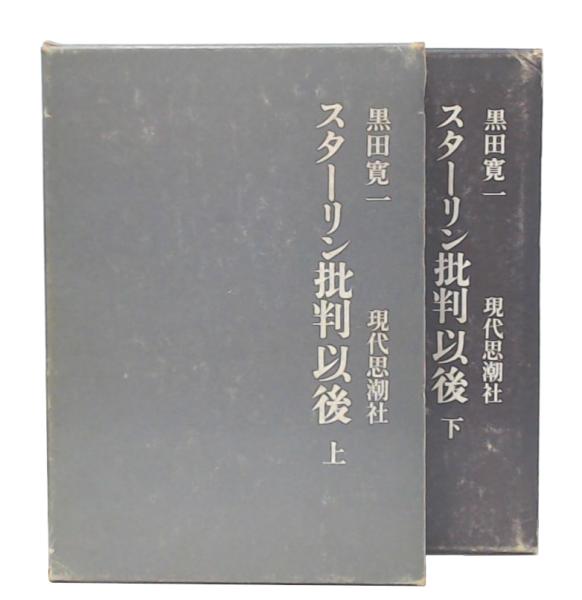 黒田寛一 現代思潮社
スターリン批判以後 上
黒田寛一 現代思潮社
スターリン批判以後 下